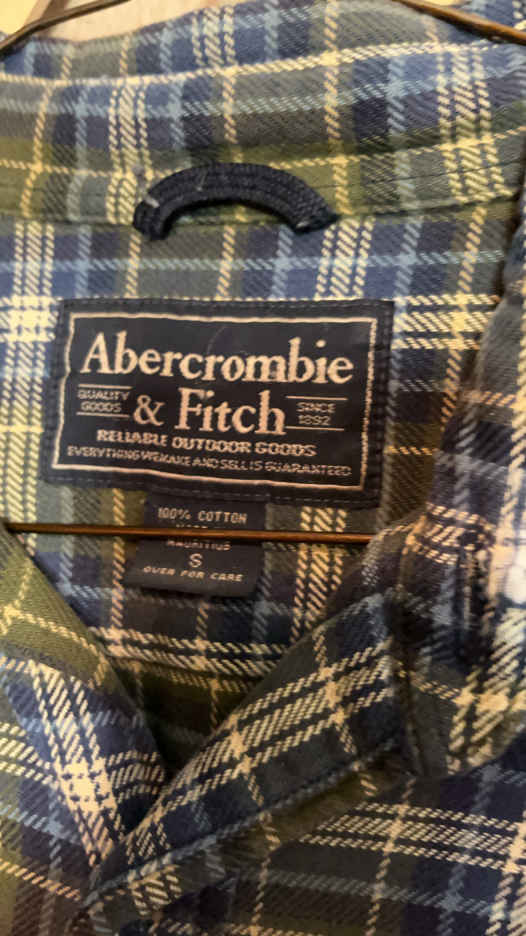 Abercrombie
QUALITY GOODS & Fitch SINCE 1892
RELIABLE OUTDOOR GOODS
EVERYTHING WE MAKE AND SELL IS GUARANTEED
100% COTTON
MAURITIUS
S
OVER FOR CARE